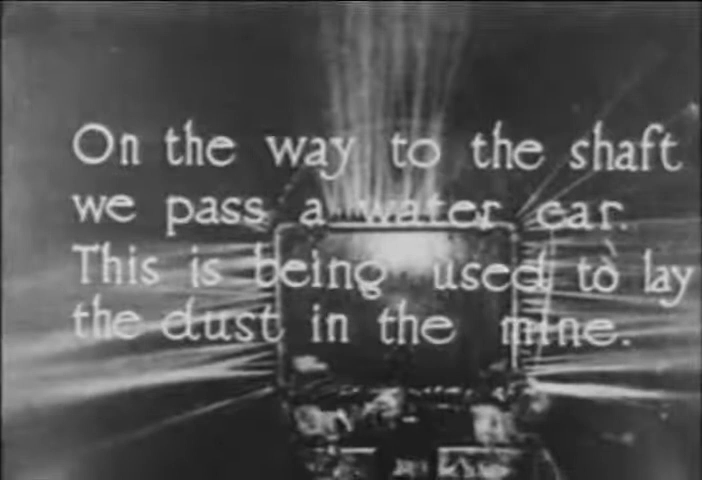 On the way to the shaft
we pass a water car.
This is being used to lay
the dust in the mine.